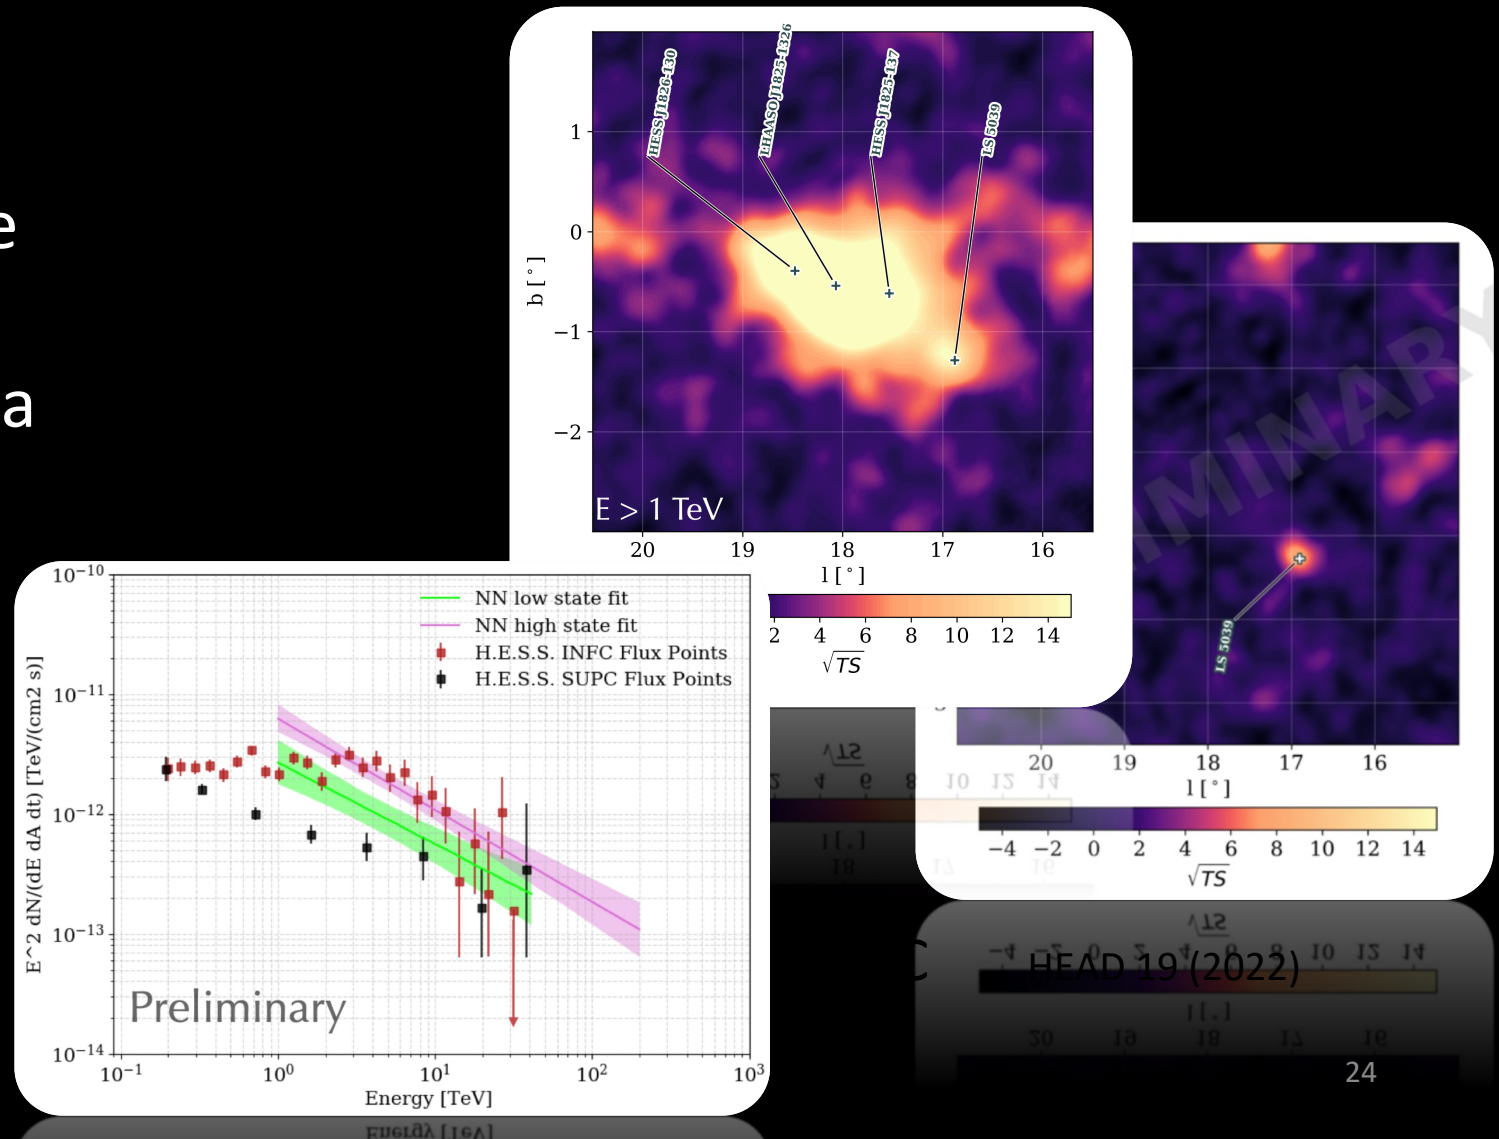 e
a
HESS J1826-130
LHAASO J1825-1326
HESS J1825-137
LS 5039
1
0
−1
−2
b [°]
E > 1 TeV
20 19 18 17 16
l [°]
2 4 6 8 10 12 14
√TS
LS 5039
20 19 18 17 16
l [°]
−4 −2 0 2 4 6 8 10 12 14
√TS
10⁻¹⁰
10⁻¹¹
10⁻¹²
10⁻¹³
10⁻¹⁴
E^2 dN/(dE dA dt) [TeV/(cm2 s)]
NN low state fit
NN high state fit
H.E.S.S. INFC Flux Points
H.E.S.S. SUPC Flux Points
Preliminary
10⁻¹ 10⁰ 10¹ 10² 10³
Energy [TeV]
C HEAD 19 (2022)
24